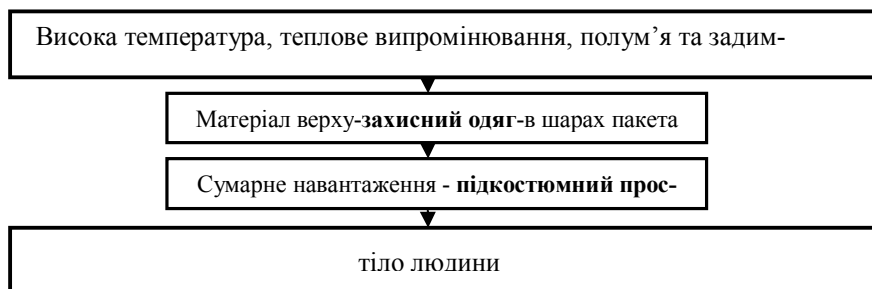 Висока температура, теплове випромінювання, полум’я та задим-
Матеріал верху-захисний одяг-в шарах пакета
Сумарне навантаження - підкостюмний прос-
тіло людини